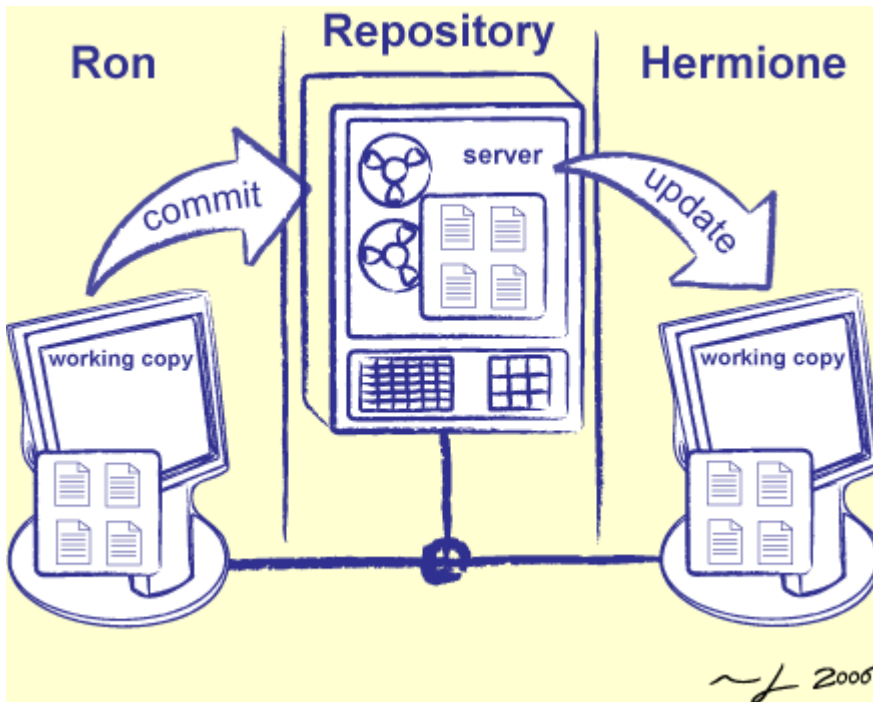 Ron
Repository
Hermione
server
commit
update
working copy
working copy
2006